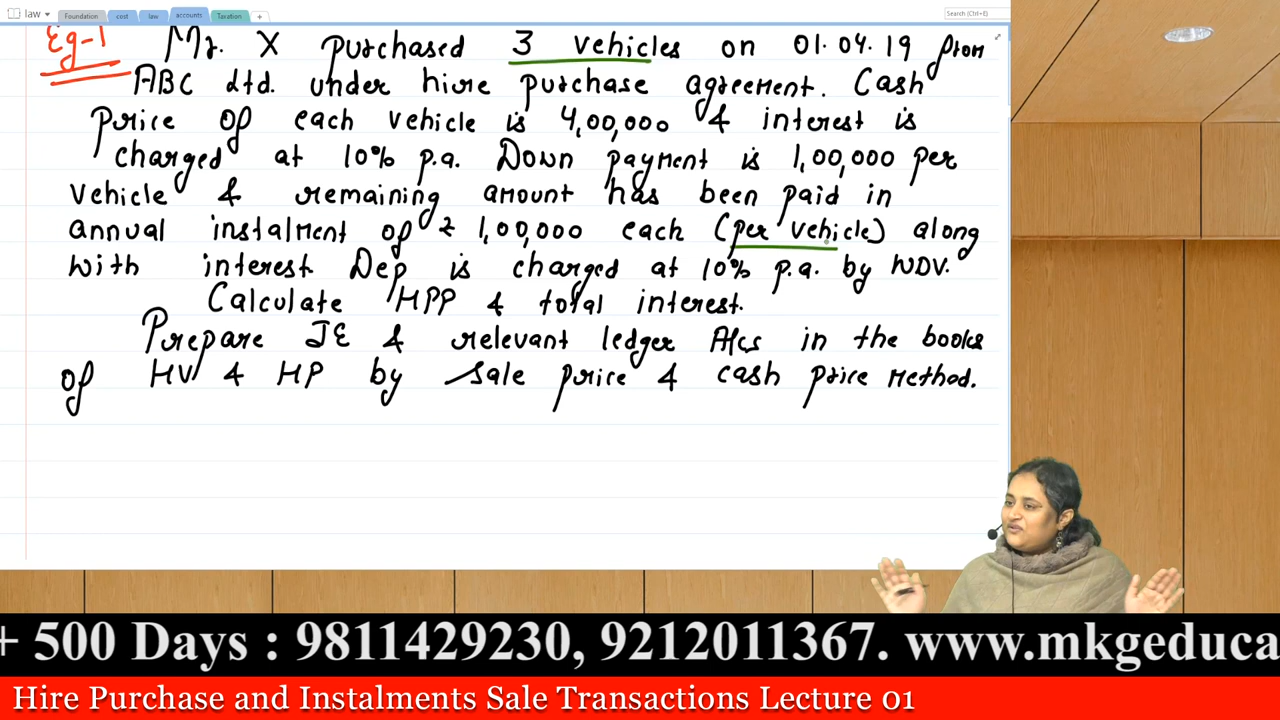 law
Foundation cost law accounts Taxation +
Search (Ctrl+E)
Eg-1 Mr. X purchased 3 vehicles on 01.04.19 from
ABC Ltd. under hire purchase agreement. Cash
Price of each vehicle is 4,00,000 & interest is
charged at 10% p.a. Down payment is 1,00,000 per
vehicle & remaining amount has been paid in
annual instalment of ₹ 1,00,000 each (per vehicle) along
with interest Dep is charged at 10% p.a. by WDV.
Calculate HPP & total interest.
Prepare JE & relevant ledger A/cs in the books
of HV & HP by Sale price & cash price method.
+ 500 Days : 9811429230, 9212011367. www.mkgeduca
Hire Purchase and Instalments Sale Transactions Lecture 01